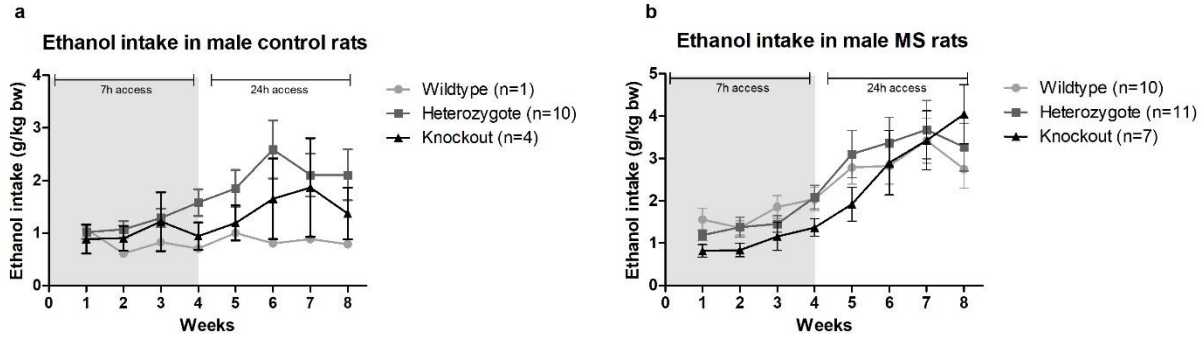 a
Ethanol intake in male control rats
Ethanol intake (g/kg bw)
4
3
2
1
0
7h access
24h access
0 1 2 3 4 5 6 7 8
Weeks
Wildtype (n=1)
Heterozygote (n=10)
Knockout (n=4)
b
Ethanol intake in male MS rats
Ethanol intake (g/kg bw)
5
4
3
2
1
0
7h access
24h access
0 1 2 3 4 5 6 7 8
Weeks
Wildtype (n=10)
Heterozygote (n=11)
Knockout (n=7)